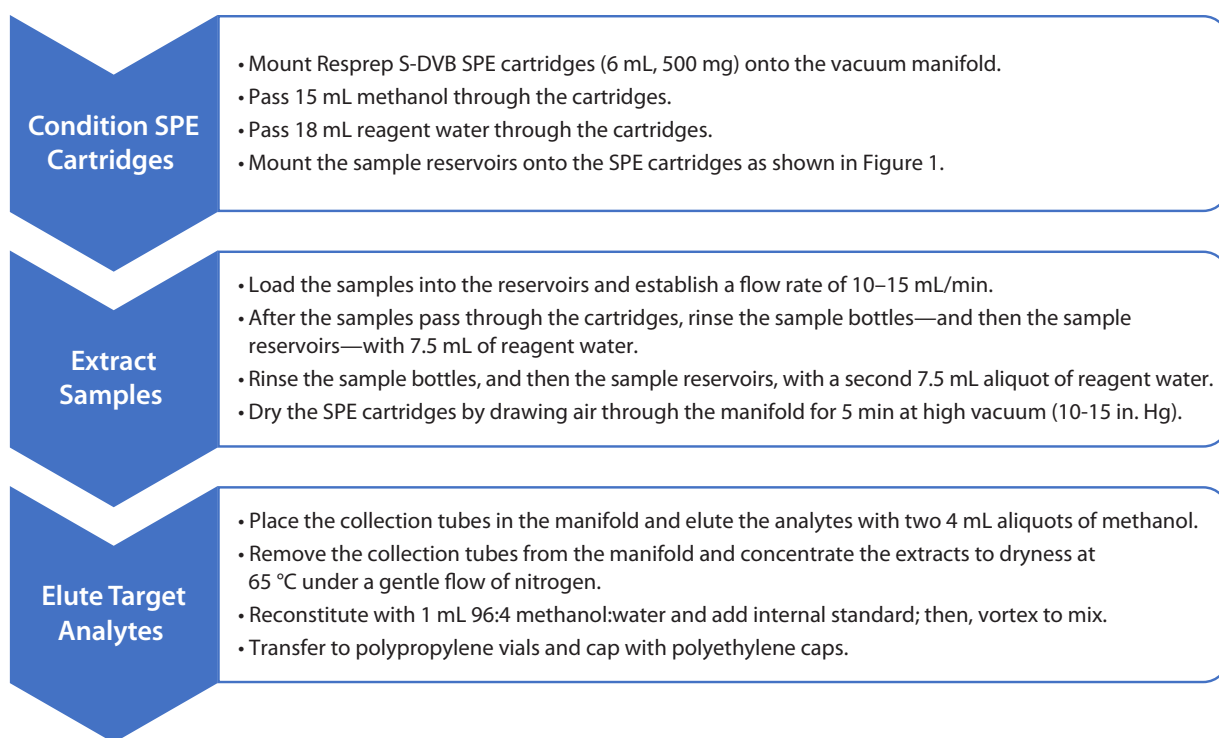 Condition SPE
Cartridges
• Mount Resprep S-DVB SPE cartridges (6 mL, 500 mg) onto the vacuum manifold.
• Pass 15 mL methanol through the cartridges.
• Pass 18 mL reagent water through the cartridges.
• Mount the sample reservoirs onto the SPE cartridges as shown in Figure 1.
Extract
Samples
• Load the samples into the reservoirs and establish a flow rate of 10–15 mL/min.
• After the samples pass through the cartridges, rinse the sample bottles—and then the sample
reservoirs—with 7.5 mL of reagent water.
• Rinse the sample bottles, and then the sample reservoirs, with a second 7.5 mL aliquot of reagent water.
• Dry the SPE cartridges by drawing air through the manifold for 5 min at high vacuum (10-15 in. Hg).
Elute Target
Analytes
• Place the collection tubes in the manifold and elute the analytes with two 4 mL aliquots of methanol.
• Remove the collection tubes from the manifold and concentrate the extracts to dryness at
65 °C under a gentle flow of nitrogen.
• Reconstitute with 1 mL 96:4 methanol:water and add internal standard; then, vortex to mix.
• Transfer to polypropylene vials and cap with polyethylene caps.